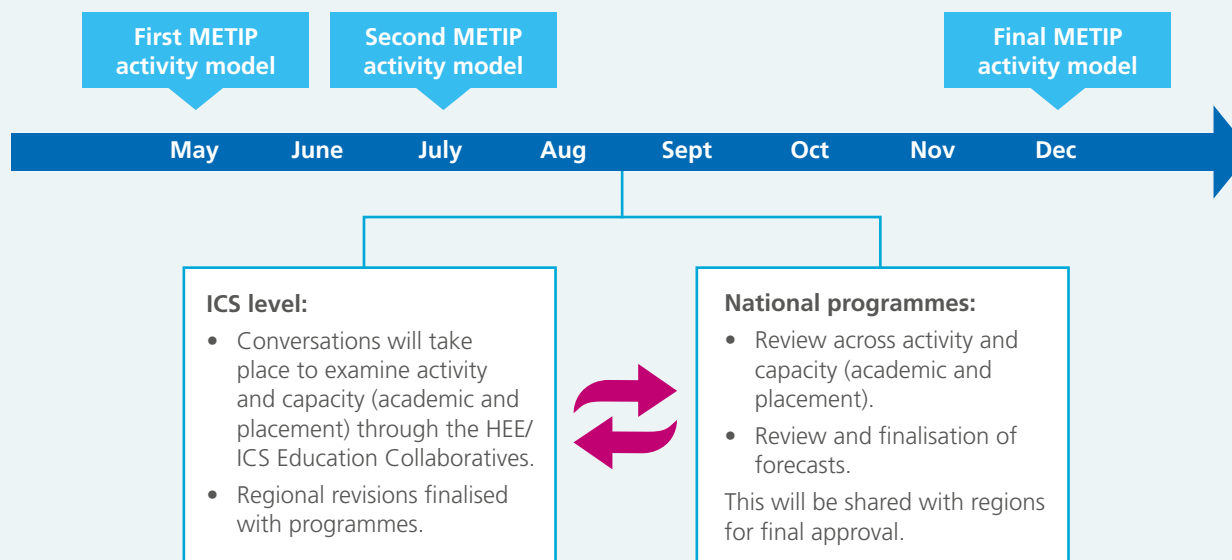 First METIP
activity model
Second METIP
activity model
Final METIP
activity model
May June July Aug Sept Oct Nov Dec
ICS level:
• Conversations will take
place to examine activity
and capacity (academic and
placement) through the HEE/
ICS Education Collaboratives.
• Regional revisions finalised
with programmes.
National programmes:
• Review across activity and
capacity (academic and
placement).
• Review and finalisation of
forecasts.
This will be shared with regions
for final approval.